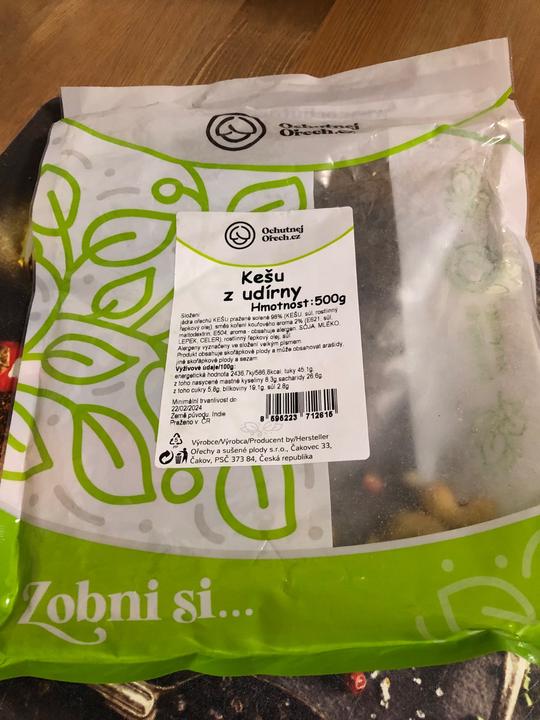 Ochutnej
Ořech.cz
Ochutnej
Ořech.cz
Kešu
z udírny
Hmotnost:500g
Složení
jádra ořechů KEŠU pražené solené 98% (KEŠU, sůl, rostlinný
řepkový olej), směs koření kouřového aroma 2% (E621, sůl,
maltodextrin, E504, aroma - obsahuje alergen: SÓJA, MLÉKO,
LEPEK, CELER), rostlinný řepkový olej, sůl
Alergeny vyznačeny ve složení velkým písmem
Produkt obsahuje skořápkové plody a může obsahovat arašídy,
jiné skořápkové plody a sezam
Výživové údaje/100g:
energetická hodnota 2436,7kj/586,8kcal, tuky 45,1g,
z toho nasycené mastné kyseliny 8,3g sacharidy 26,6g,
z toho cukry 5,8g, bílkoviny 19,1g, sůl 2,8g
Minimální trvanlivost do
22/02/2024
Země původu: Indie
Praženo v: ČR
8 595223 712615
Výrobce/Výrobca/Producent by/Hersteller
Ořechy a sušené plody s.r.o., Čakovec 33,
Čakov, PSČ 373 84, Česká republika
Zobni si...